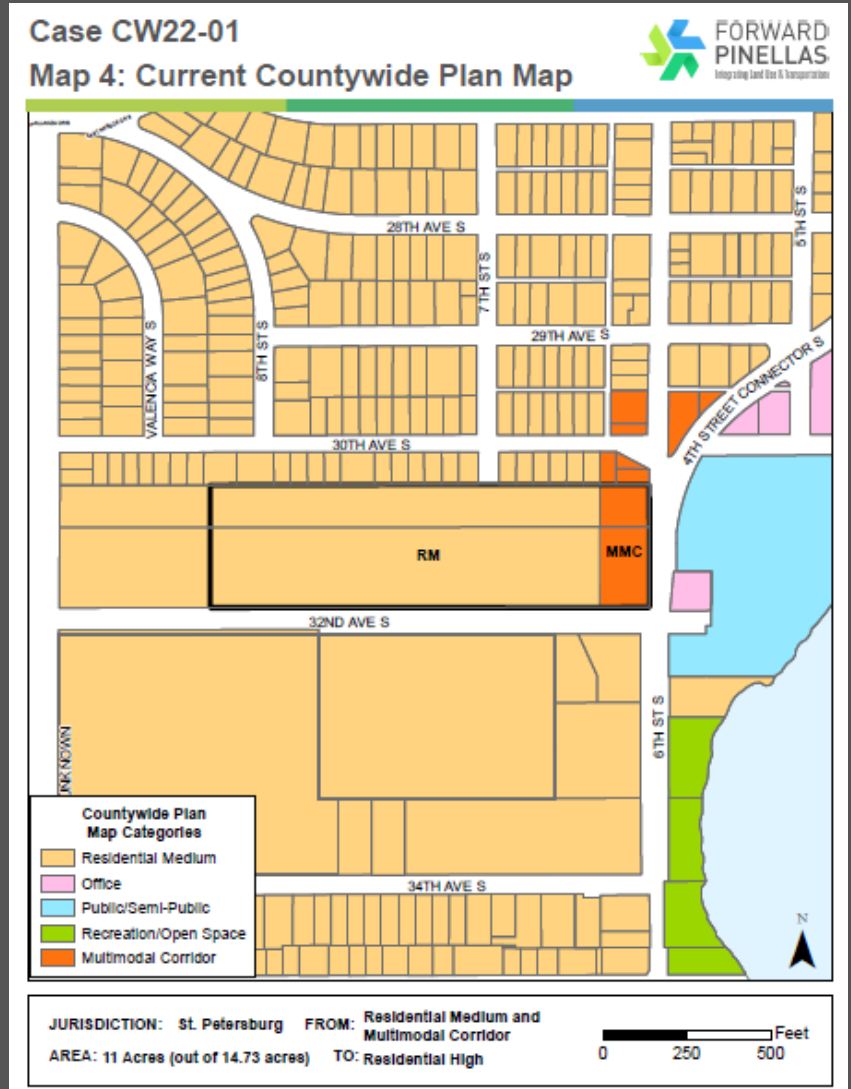 Case CW22-01
Map 4: Current Countywide Plan Map
FORWARD
PINELLAS
Integrating Land Use & Transportation
28TH AVE S
5TH ST S
7TH ST S
29TH AVE S
VALENCA WAY S
8TH ST S
4TH STREET CONNECTOR S
30TH AVE S
RM
MMC
32ND AVE S
6TH ST S
UNKNOWN
Countywide Plan
Map Categories
Residential Medium
Office
Public/Semi-Public
Recreation/Open Space
Multimodal Corridor
34TH AVE S
N
JURISDICTION: St. Petersburg FROM: Residential Medium and
Multimodal Corridor
AREA: 11 Acres (out of 14.73 acres) TO: Residential High
Feet
0 250 500